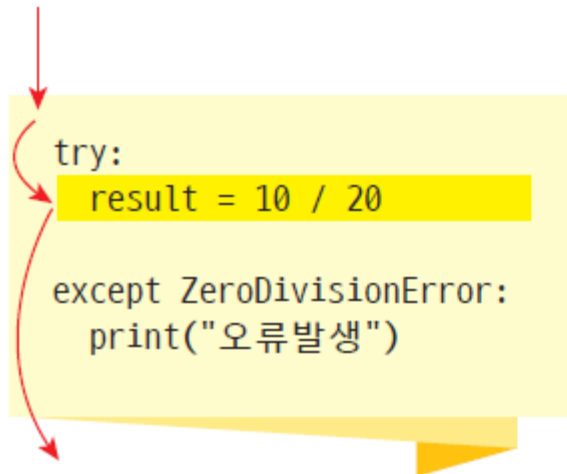 try:
result = 10 / 20
except ZeroDivisionError:
print("오류발생")